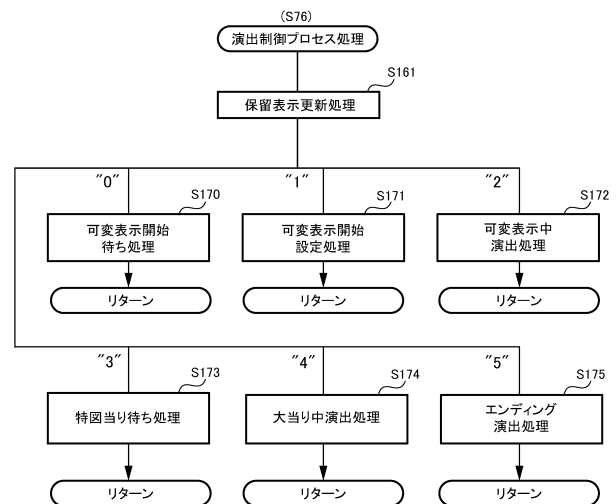 (S76)
演出制御プロセス処理
S161
保留表示更新処理
"0"
"1"
"2"
S170
S171
S172
可変表示開始
待ち処理
可変表示開始
設定処理
可変表示中
演出処理
リターン
リターン
リターン
"3"
"4"
"5"
S173
S174
S175
特図当り待ち処理
大当り中演出処理
エンディング
演出処理
リターン
リターン
リターン